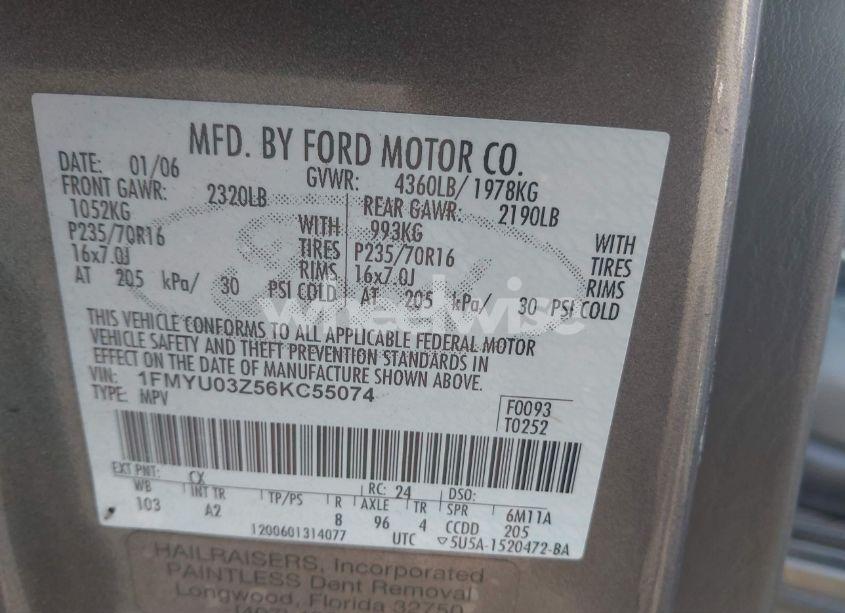 MFD. BY FORD MOTOR CO.
DATE: 01/06 GVWR: 4360LB/ 1978KG
FRONT GAWR: 2320LB REAR GAWR: 2190LB
1052KG WITH 993KG WITH
P235/70R16 TIRES P235/70R16 TIRES
16x7.0J RIMS 16x7.0J RIMS
AT 205 kPa/ 30 PSI COLD AT 205 kPa/ 30 PSI COLD
wheelwise
THIS VEHICLE CONFORMS TO ALL APPLICABLE FEDERAL MOTOR
VEHICLE SAFETY AND THEFT PREVENTION STANDARDS IN
EFFECT ON THE DATE OF MANUFACTURE SHOWN ABOVE.
VIN: 1FMYU03Z56KC55074
TYPE: MPV
F0093
T0252
EXT PNT: CX RC: 24 DSO:
WB INT TR TP/PS R AXLE TR SPR 6M11A
103 A2 8 96 4 CCDD 205
1200601314077 UTC ▽5U5A-1520472-BA
HAILRAISERS, Incorporated
PAINTLESS Dent Removal
Longwood, Florida 32750